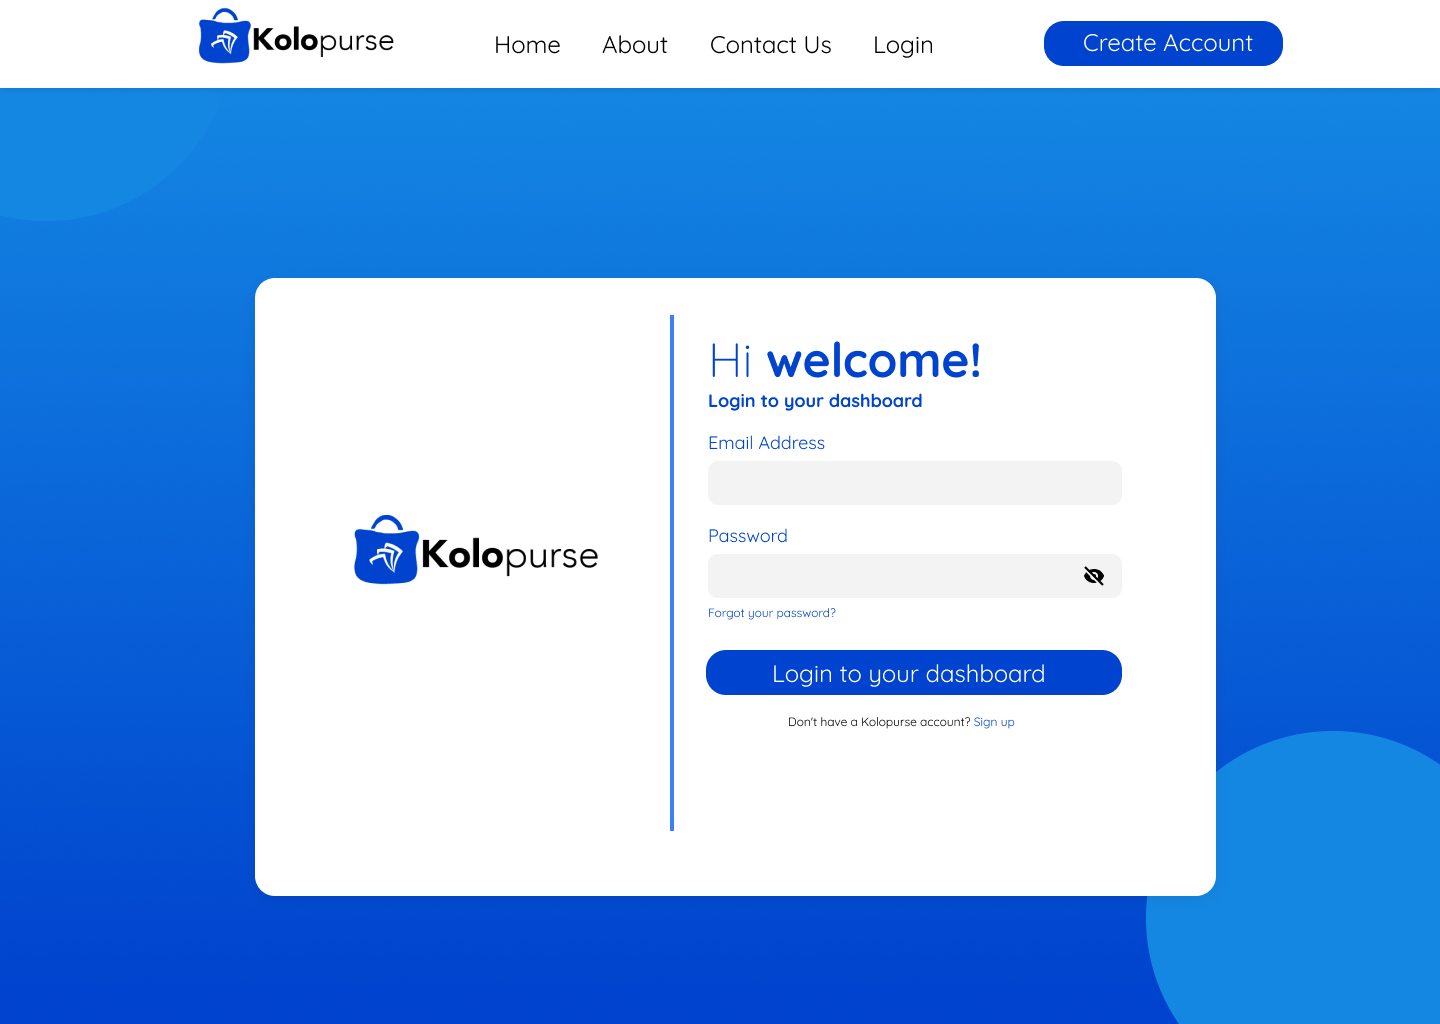 Kolopurse
Home About Contact Us Login
Create Account
Hi welcome!
Login to your dashboard
Email Address
Kolopurse
Password
Forgot your password?
Login to your dashboard
Don't have a Kolopurse account? Sign up